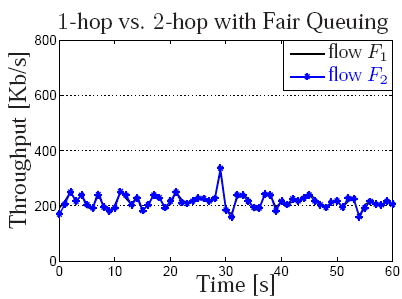 1-hop vs. 2-hop with Fair Queuing
800
600
400
200
0
flow F₁
flow F₂
Throughput [Kb/s]
0 10 20 30 40 50 60
Time [s]